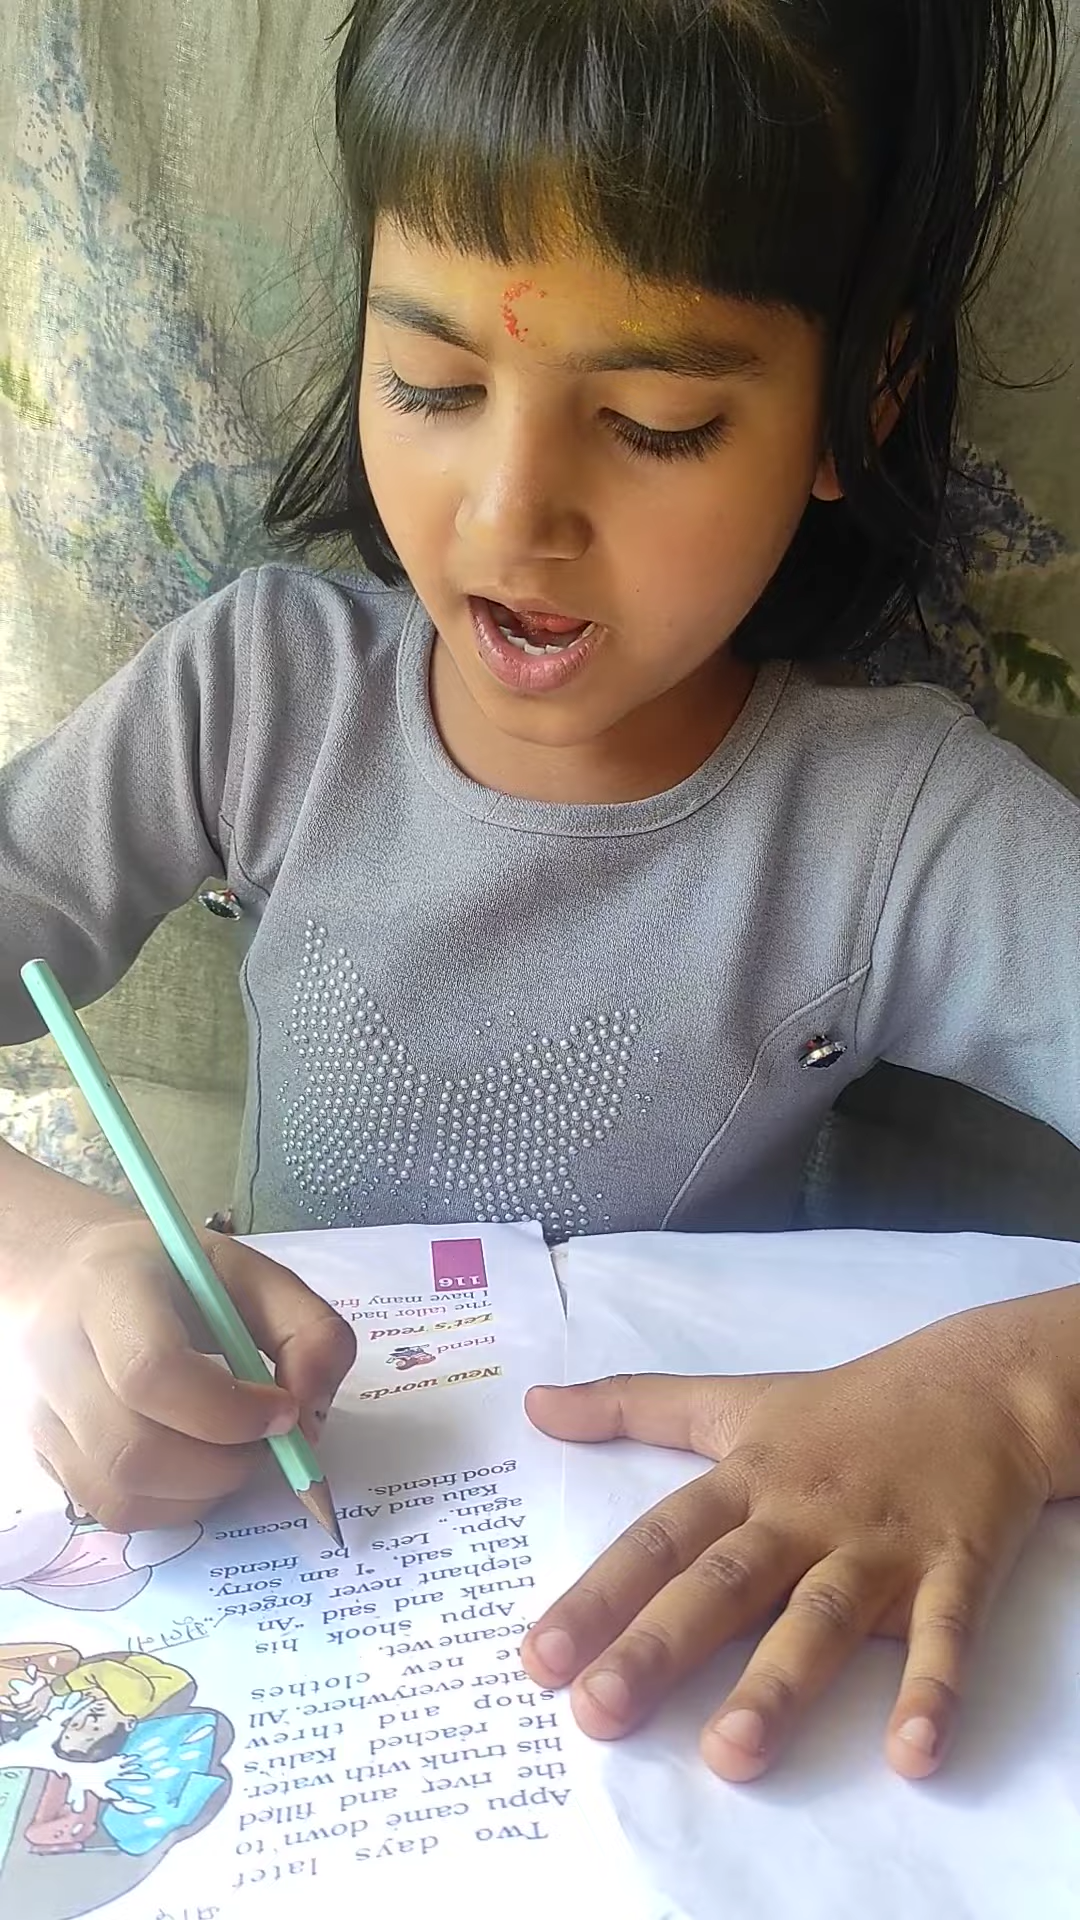 Two days later
Appu came down to
the river and filled
his trunk with water.
He reached Kalu's
shop and threw
water everywhere. All
the new clothes
became wet.
Appu shook his
trunk and said "An
elephant never forgets."
Kalu said, "I am sorry.
Appu. Let's be friends
again."
Kalu and became
good friends.
New words
friend
Let's read
The tailor had
I have many
116